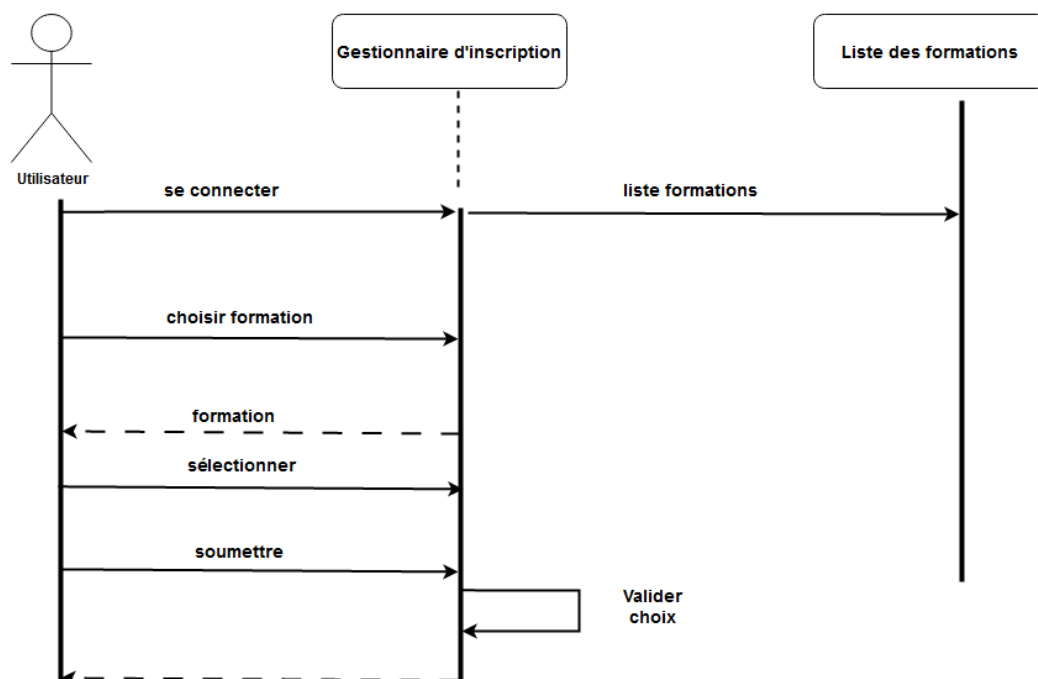 Gestionnaire d'inscription
Liste des formations
Utilisateur
se connecter
liste formations
choisir formation
formation
sélectionner
soumettre
Valider
choix